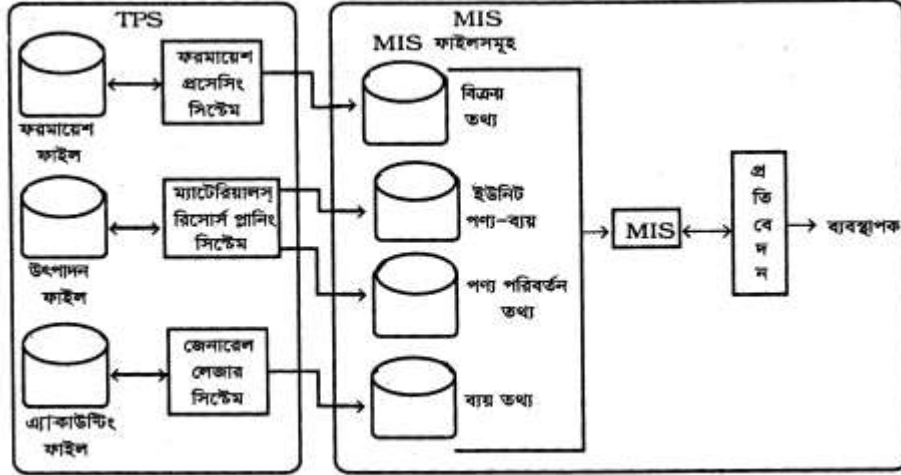 TPS
ফরমায়েশ
প্রসেসিং
সিস্টেম
ফরমায়েশ
ফাইল
ম্যাটেরিয়ালস্
রিসোর্স প্লানিং
সিস্টেম
উৎপাদন
ফাইল
জেনারেল
লেজার
সিস্টেম
এ্যাকাউন্টিং
ফাইল
MIS
MIS ফাইলসমূহ
বিক্রয়
তথ্য
ইউনিট
পণ্য-ব্যয়
পণ্য পরিবর্তন
তথ্য
ব্যয় তথ্য
MIS
প্র
তি
বে
দ
ন
ব্যবস্থাপক